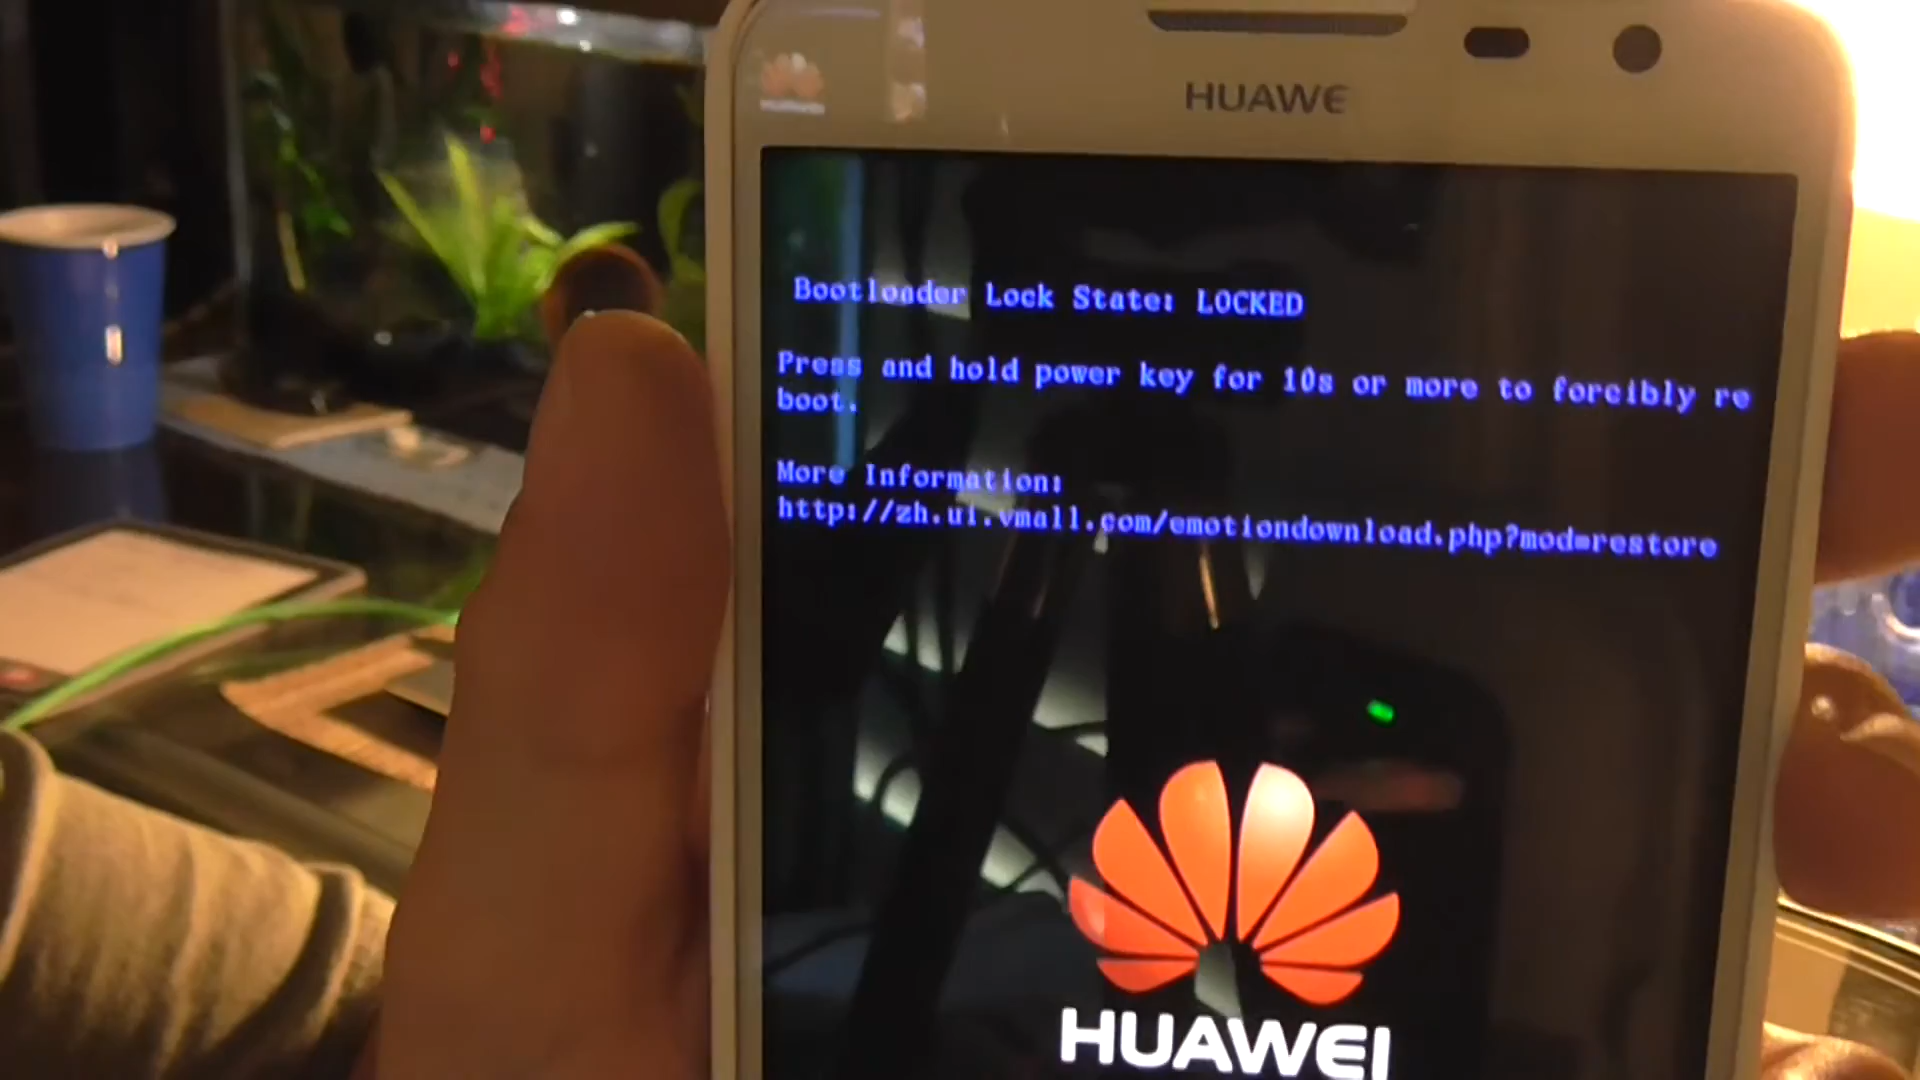 HUAWE
Bootloader Lock State: LOCKED
Press and hold power key for 10s or more to forcibly re
boot.
More Information:
http://zh.ui.vmall.com/emotiondownload.php?mod=restore
HUAWEI